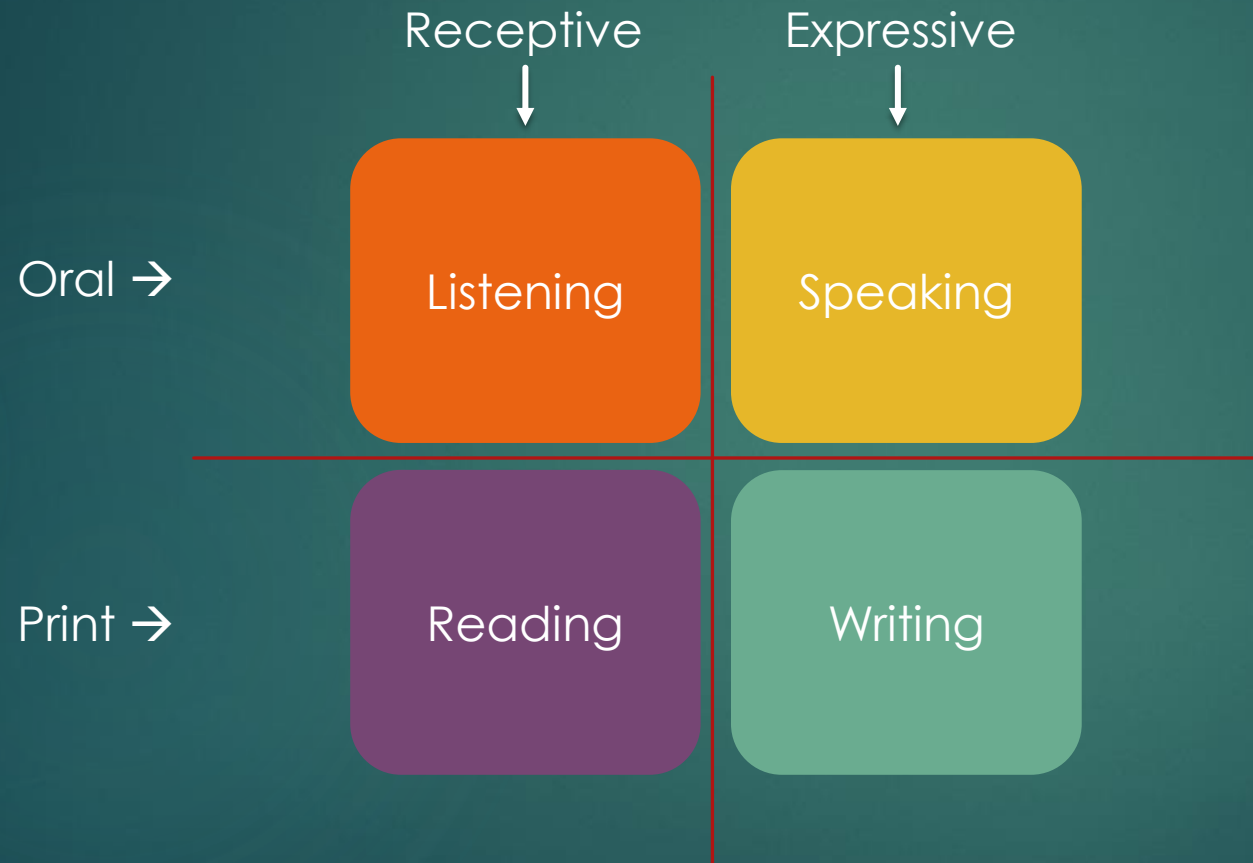 Receptive Expressive
Oral → Listening Speaking
Print → Reading Writing